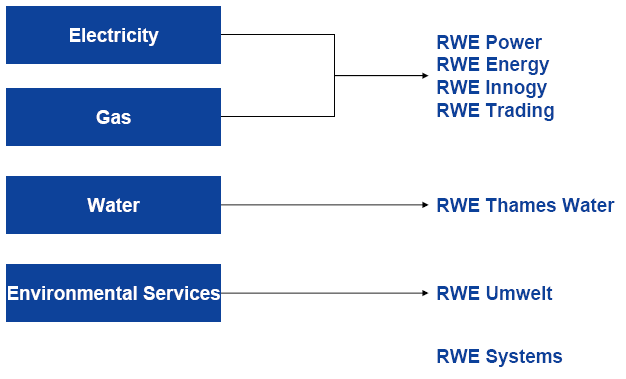 Electricity
Gas
RWE Power
RWE Energy
RWE Innogy
RWE Trading
Water
RWE Thames Water
Environmental Services
RWE Umwelt
RWE Systems